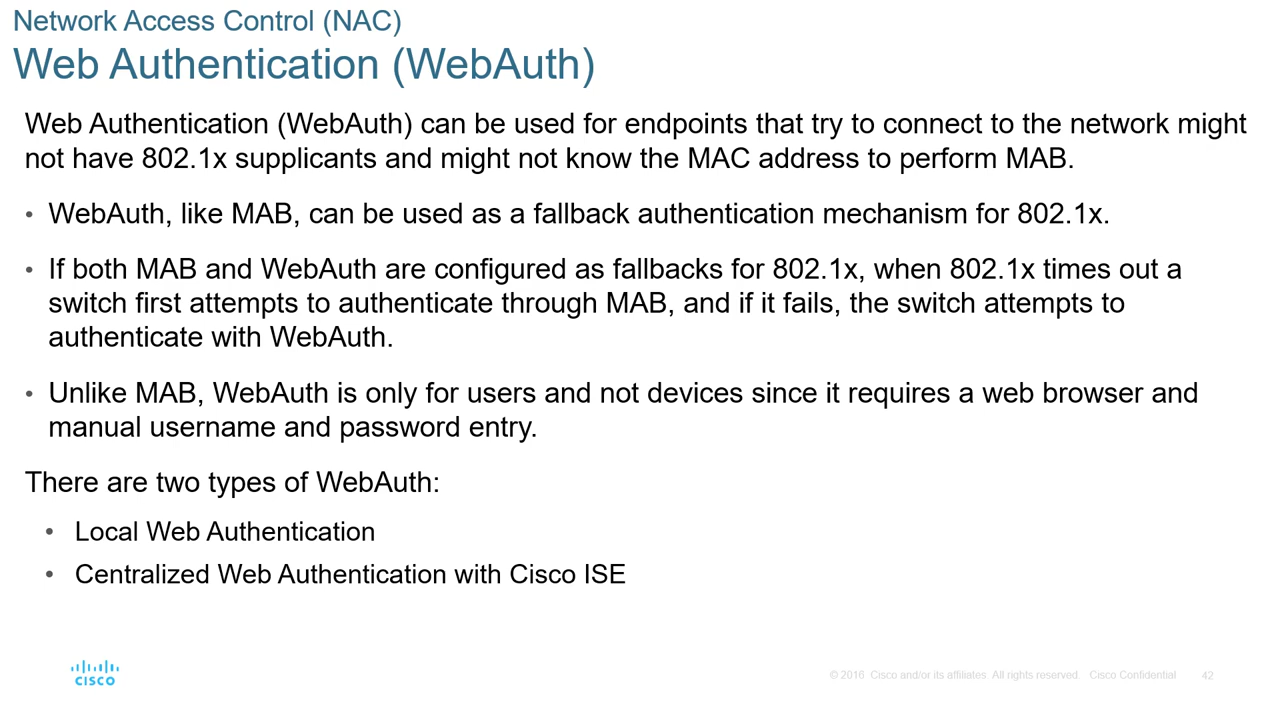 Network Access Control (NAC)
Web Authentication (WebAuth)
Web Authentication (WebAuth) can be used for endpoints that try to connect to the network might
not have 802.1x supplicants and might not know the MAC address to perform MAB.
• WebAuth, like MAB, can be used as a fallback authentication mechanism for 802.1x.
• If both MAB and WebAuth are configured as fallbacks for 802.1x, when 802.1x times out a
switch first attempts to authenticate through MAB, and if it fails, the switch attempts to
authenticate with WebAuth.
• Unlike MAB, WebAuth is only for users and not devices since it requires a web browser and
manual username and password entry.
There are two types of WebAuth:
• Local Web Authentication
• Centralized Web Authentication with Cisco ISE
CISCO
© 2016 Cisco and/or its affiliates. All rights reserved. Cisco Confidential 42